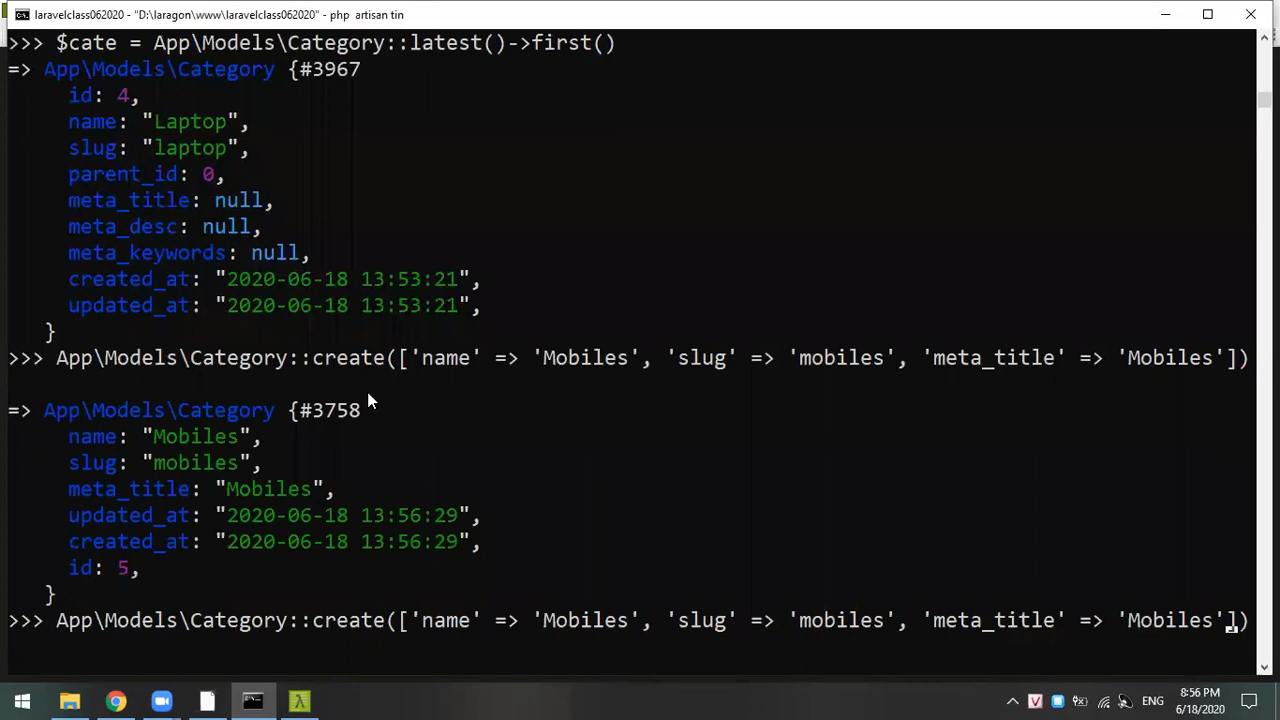 laravelclass062020 - "D:\laragon\www\laravelclass062020" - php  artisan tin
>>> $cate = App\Models\Category::latest()->first()
=> App\Models\Category {#3967
id: 4,
name: "Laptop",
slug: "laptop",
parent_id: 0,
meta_title: null,
meta_desc: null,
meta_keywords: null,
created_at: "2020-06-18 13:53:21",
updated_at: "2020-06-18 13:53:21",
}
>>> App\Models\Category::create(['name' => 'Mobiles', 'slug' => 'mobiles', 'meta_title' => 'Mobiles'])
=> App\Models\Category {#3758
name: "Mobiles",
slug: "mobiles",
meta_title: "Mobiles",
updated_at: "2020-06-18 13:56:29",
created_at: "2020-06-18 13:56:29",
id: 5,
}
>>> App\Models\Category::create(['name' => 'Mobiles', 'slug' => 'mobiles', 'meta_title' => 'Mobiles'])
ENG
8:56 PM
6/18/2020